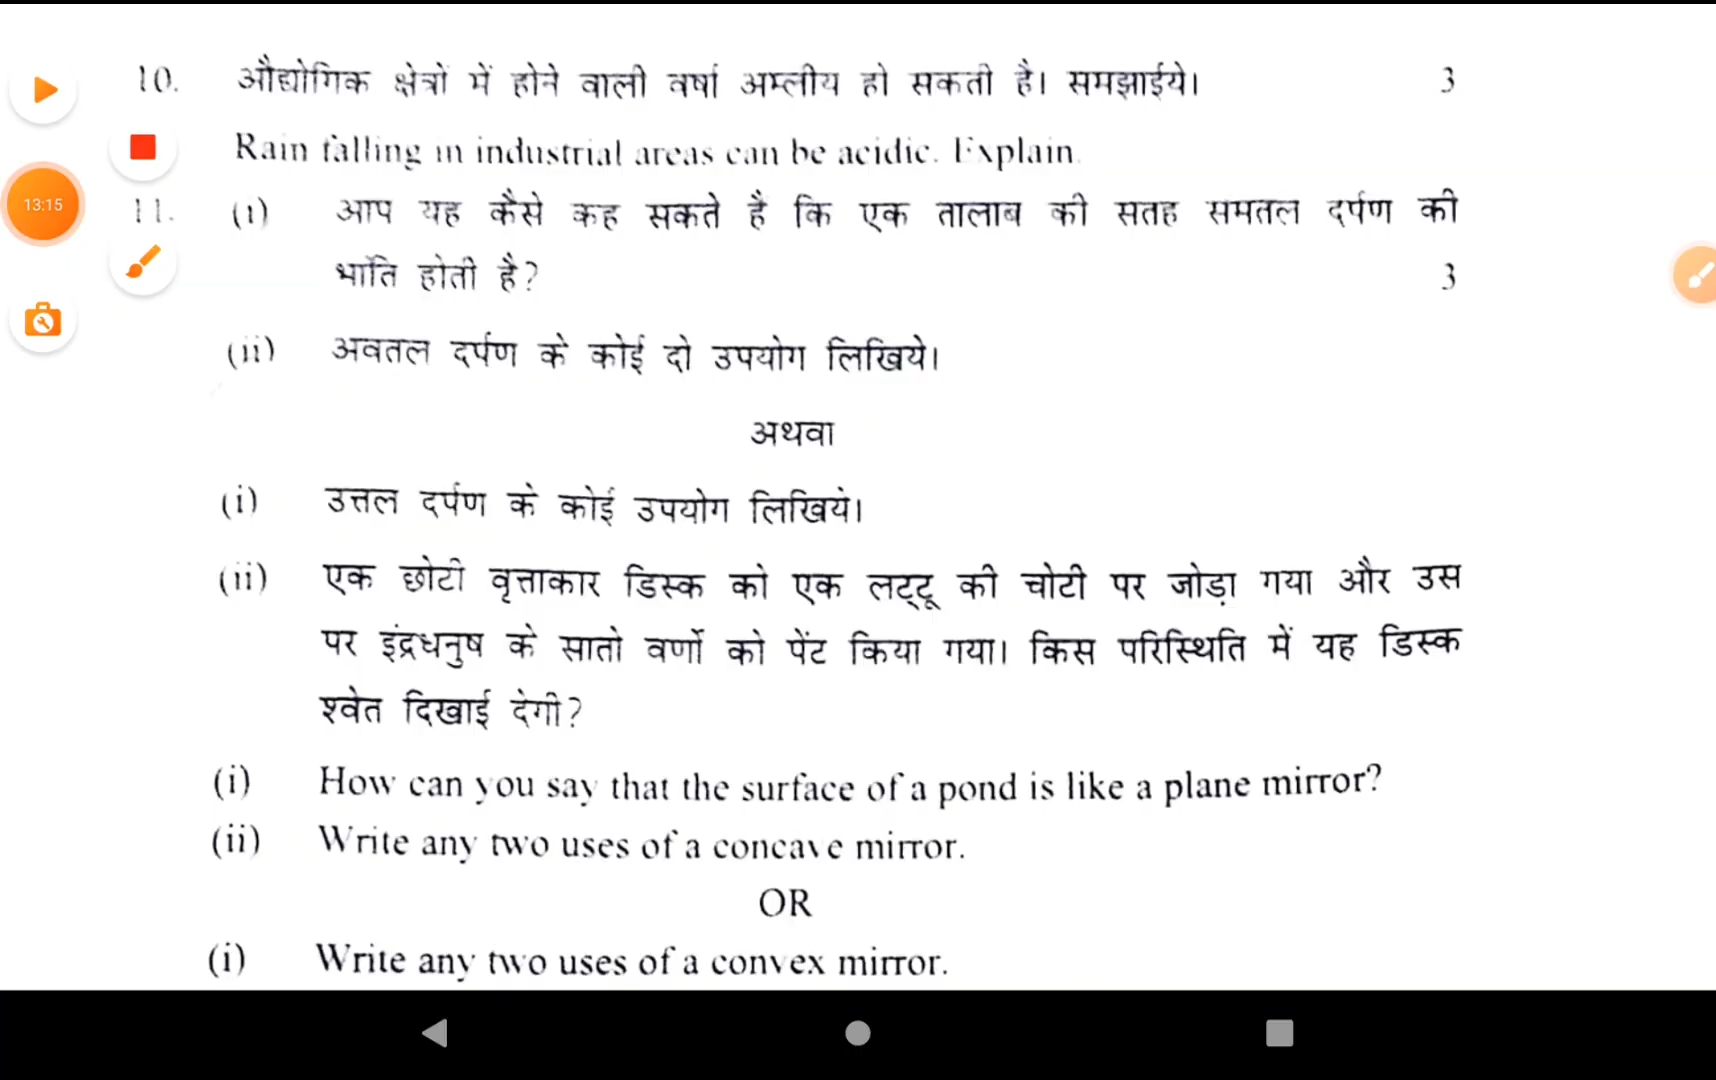 10. औद्योगिक क्षेत्रों में होने वाली वर्षा अम्लीय हो सकती है। समझाईये। 3
Rain falling in industrial areas can be acidic. Explain.
13:15
11. (i) आप यह कैसे कह सकते है कि एक तालाब की सतह समतल दर्पण की
भांति होती है? 3
(ii) अवतल दर्पण के कोई दो उपयोग लिखिये।
अथवा
(i) उत्तल दर्पण के कोई उपयोग लिखिये।
(ii) एक छोटी वृत्ताकार डिस्क को एक लट्टू की चोटी पर जोड़ा गया और उस
पर इंद्रधनुष के सातो वर्णो को पेंट किया गया। किस परिस्थिति में यह डिस्क
श्वेत दिखाई देगी?
(i) How can you say that the surface of a pond is like a plane mirror?
(ii) Write any two uses of a concave mirror.
OR
(i) Write any two uses of a convex mirror.